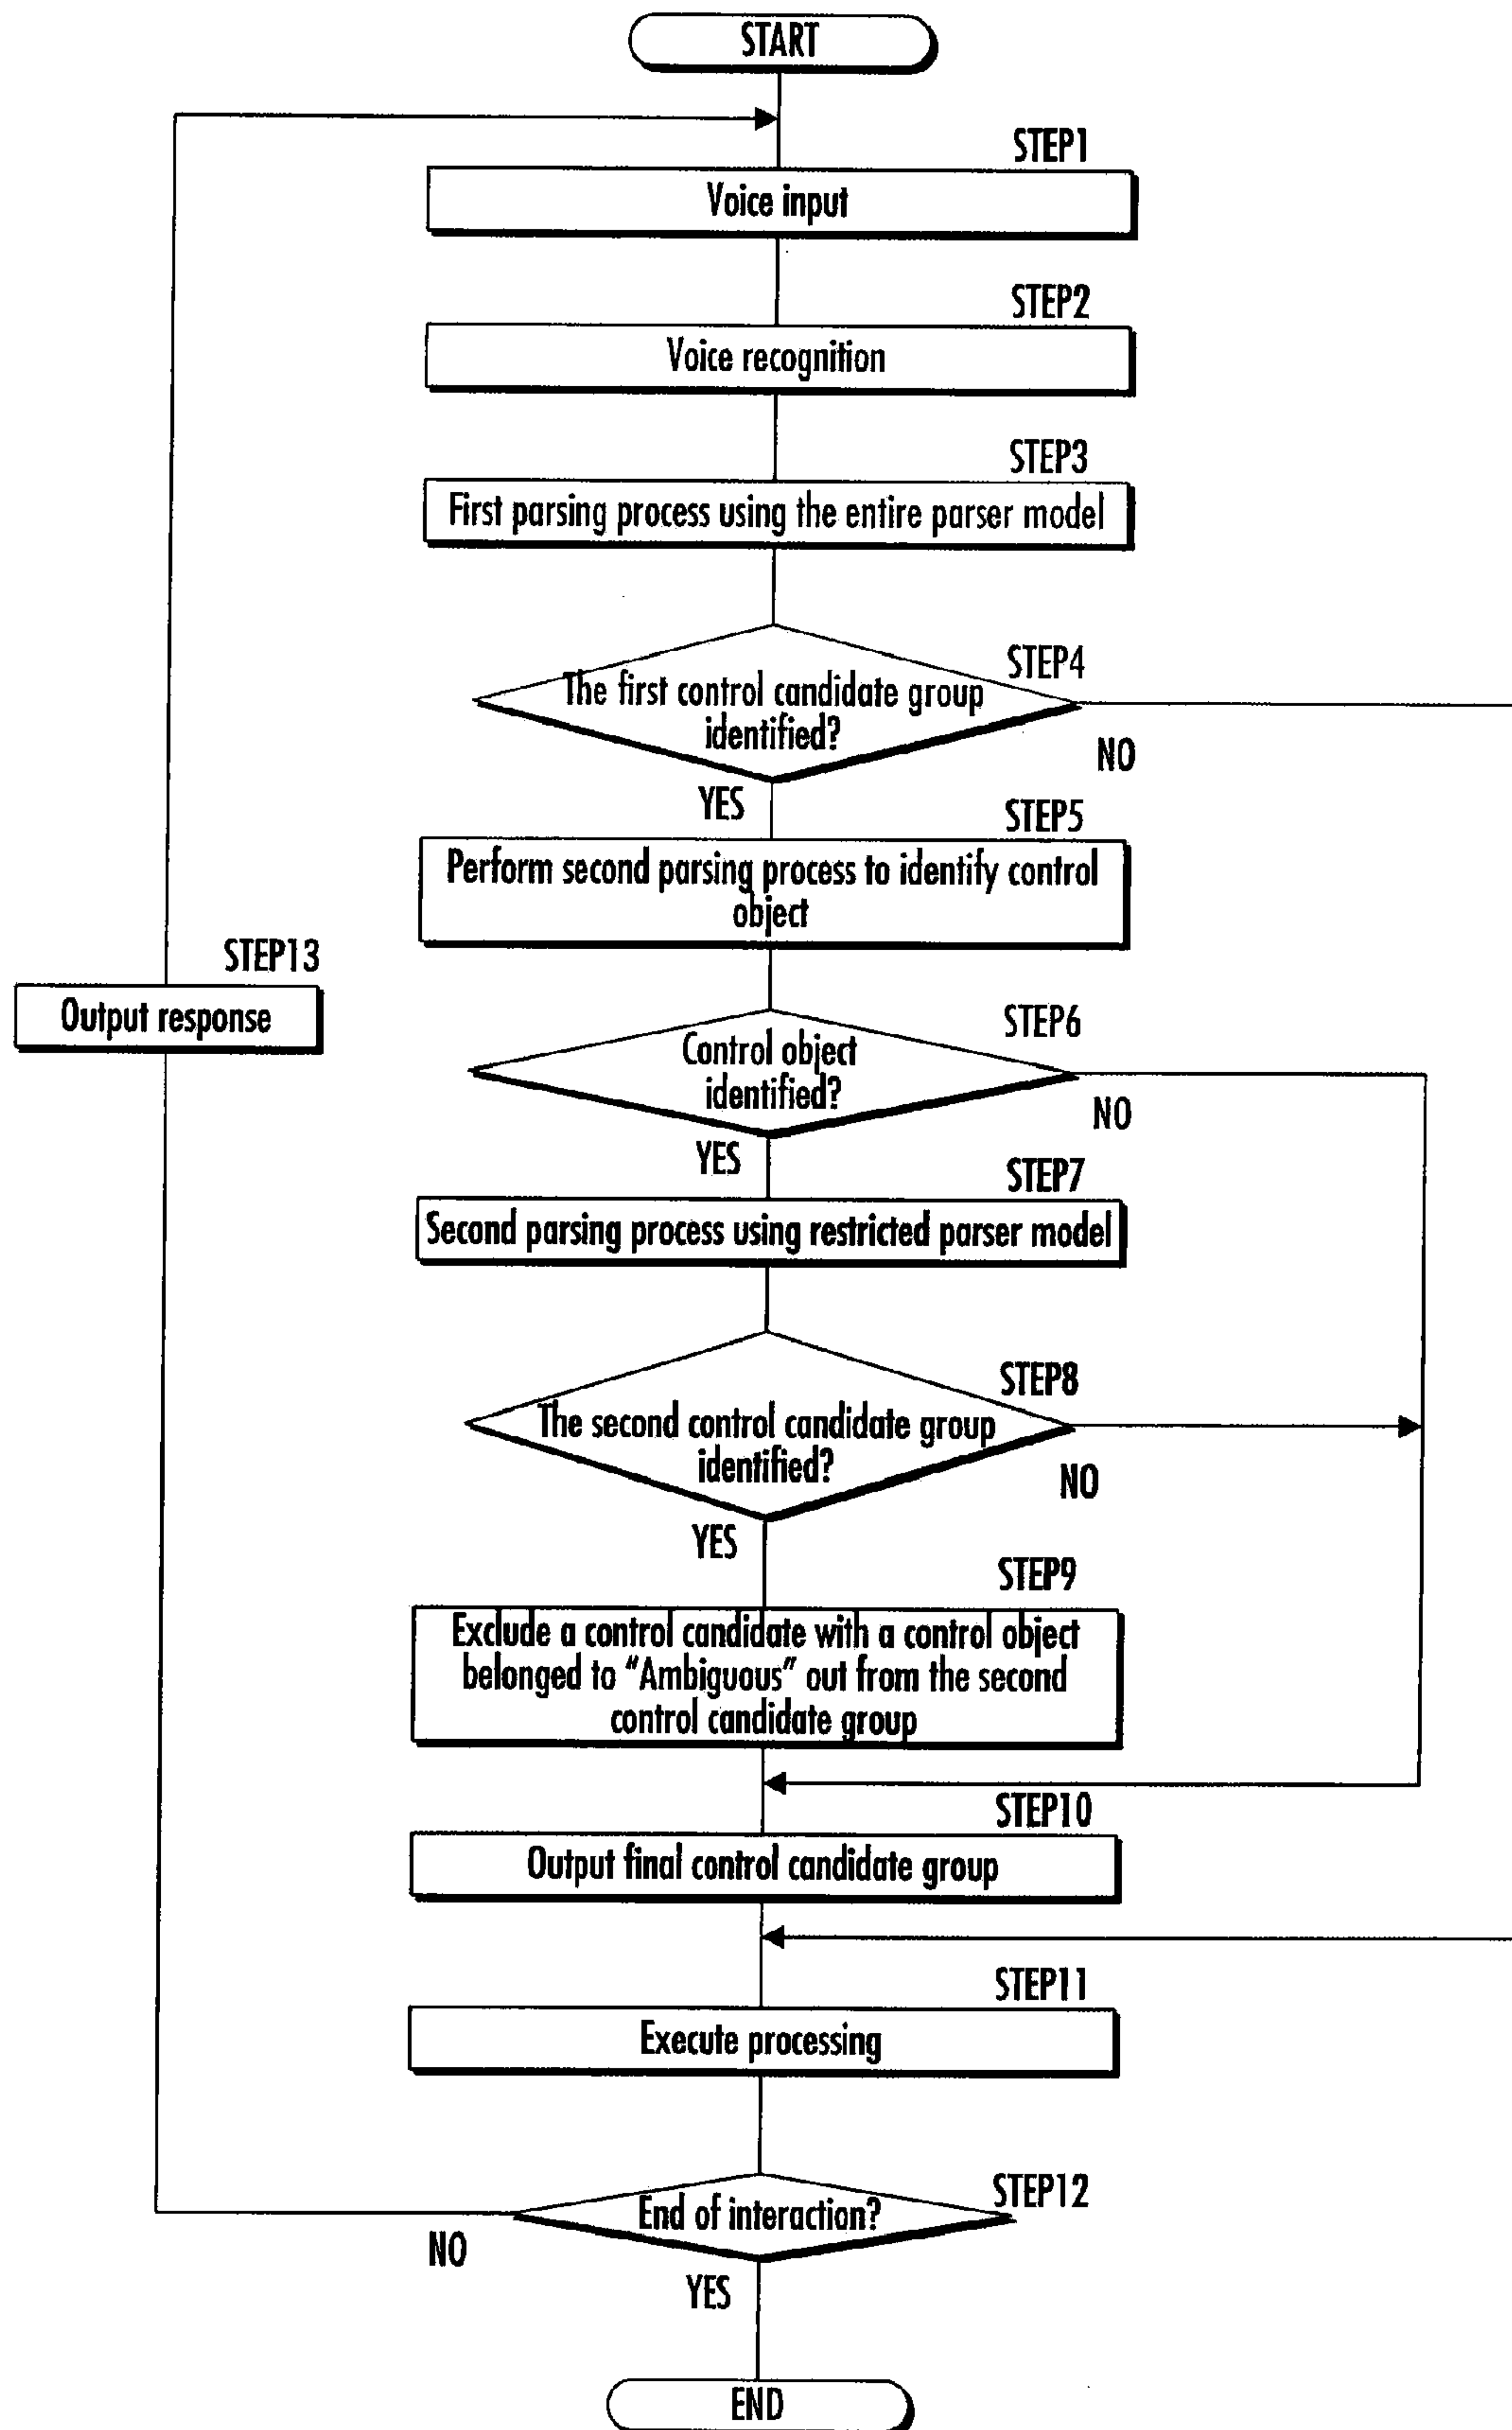 START
STEP1
Voice input
STEP2
Voice recognition
STEP3
First parsing process using the entire parser model
STEP4
The first control candidate group
identified?
NO
YES
STEP5
Perform second parsing process to identify control
object
STEP13
Output response
STEP6
Control object
identified?
NO
YES
STEP7
Second parsing process using restricted parser model
STEP8
The second control candidate group
identified?
NO
YES
STEP9
Exclude a control candidate with a control object
belonged to "Ambiguous" out from the second
control candidate group
STEP10
Output final control candidate group
STEP11
Execute processing
STEP12
End of interaction?
NO
YES
END